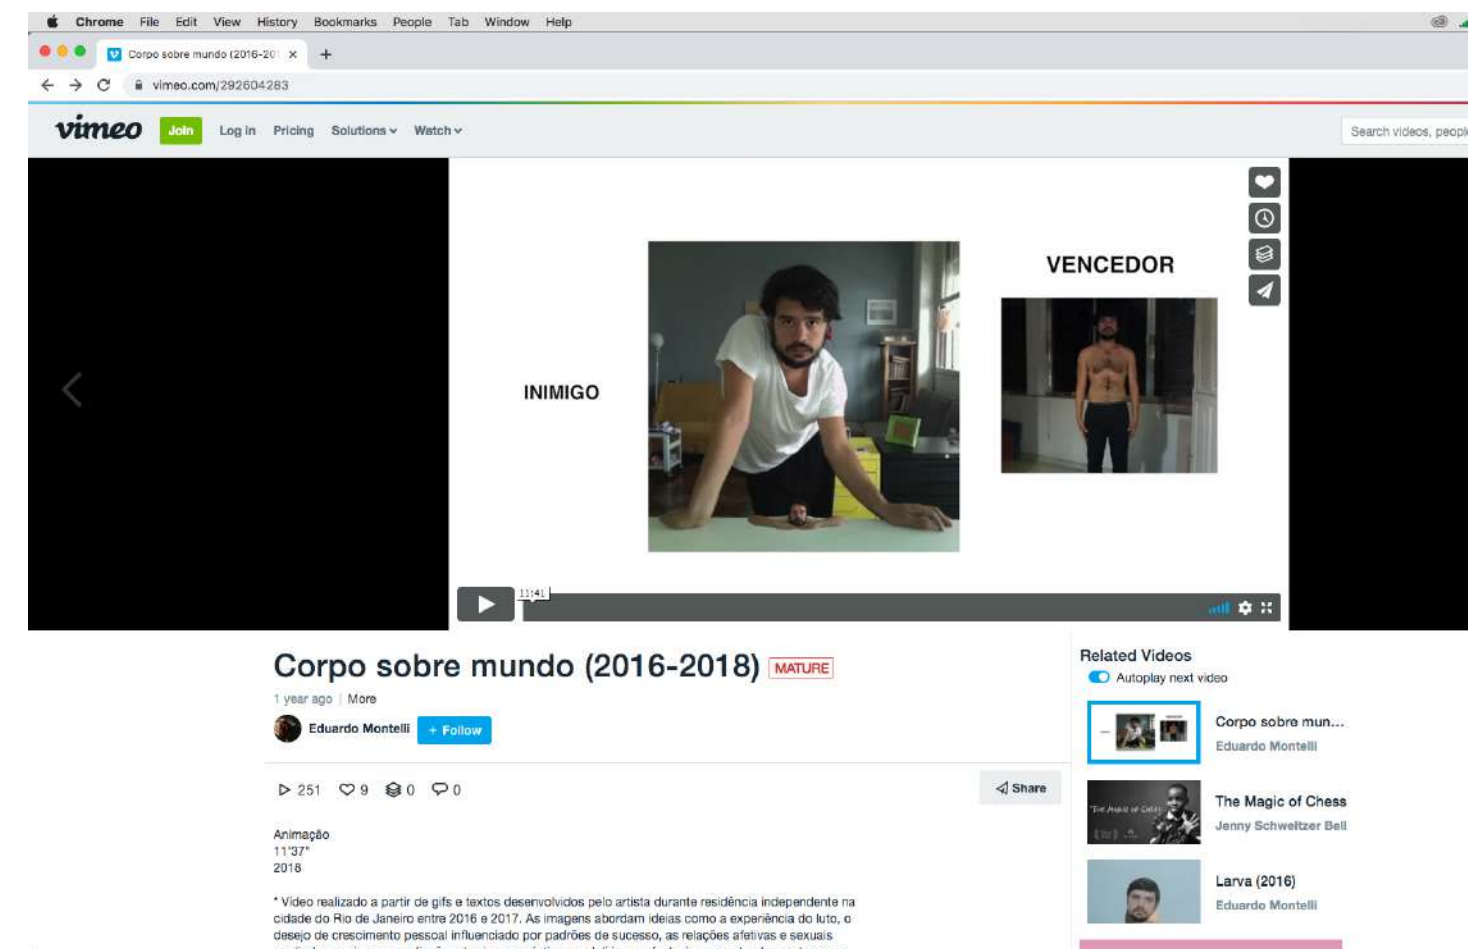 Chrome File Edit View History Bookmarks People Tab Window Help
Corpo sobre mundo (2016-201
vimeo.com/292604283
vimeo Join Log in Pricing Solutions Watch
Search videos, people
VENCEDOR
INIMIGO
11:41
Corpo sobre mundo (2016-2018) MATURE
1 year ago | More
Eduardo Montelli + Follow
251 9 0 0
Share
Animação
11'37"
2018
* Vídeo realizado a partir de gifs e textos desenvolvidos pelo artista durante residência independente na
cidade do Rio de Janeiro entre 2016 e 2017. As imagens abordam ideias como a experiência do luto, o
desejo de crescimento pessoal influenciado por padrões de sucesso, as relações afetivas e sexuais
Related Videos
Autoplay next video
Corpo sobre mun...
Eduardo Montelli
The Magic of Chess
Jenny Schweitzer Bell
Larva (2016)
Eduardo Montelli